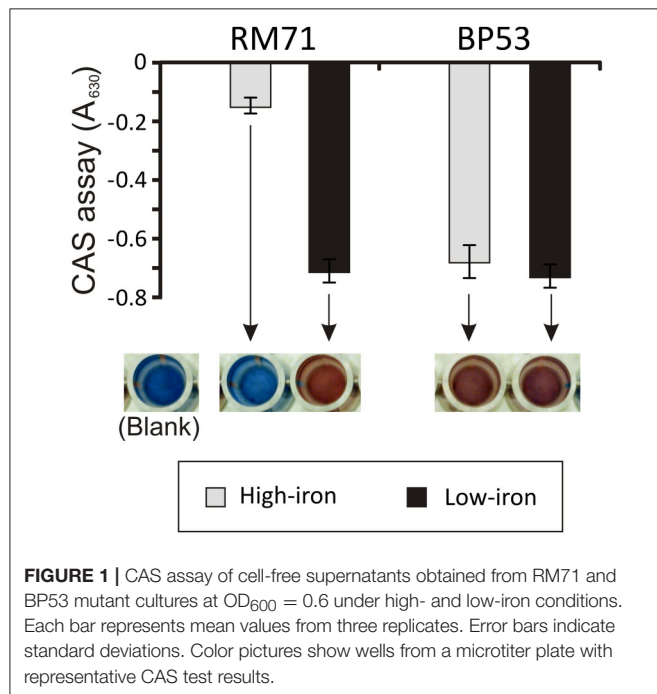 RM71 BP53
0
-0.2
-0.4
-0.6
-0.8
CAS assay (A₆₃₀)
(Blank)
High-iron Low-iron
FIGURE 1 | CAS assay of cell-free supernatants obtained from RM71 and
BP53 mutant cultures at OD₆₀₀ = 0.6 under high- and low-iron conditions.
Each bar represents mean values from three replicates. Error bars indicate
standard deviations. Color pictures show wells from a microtiter plate with
representative CAS test results.